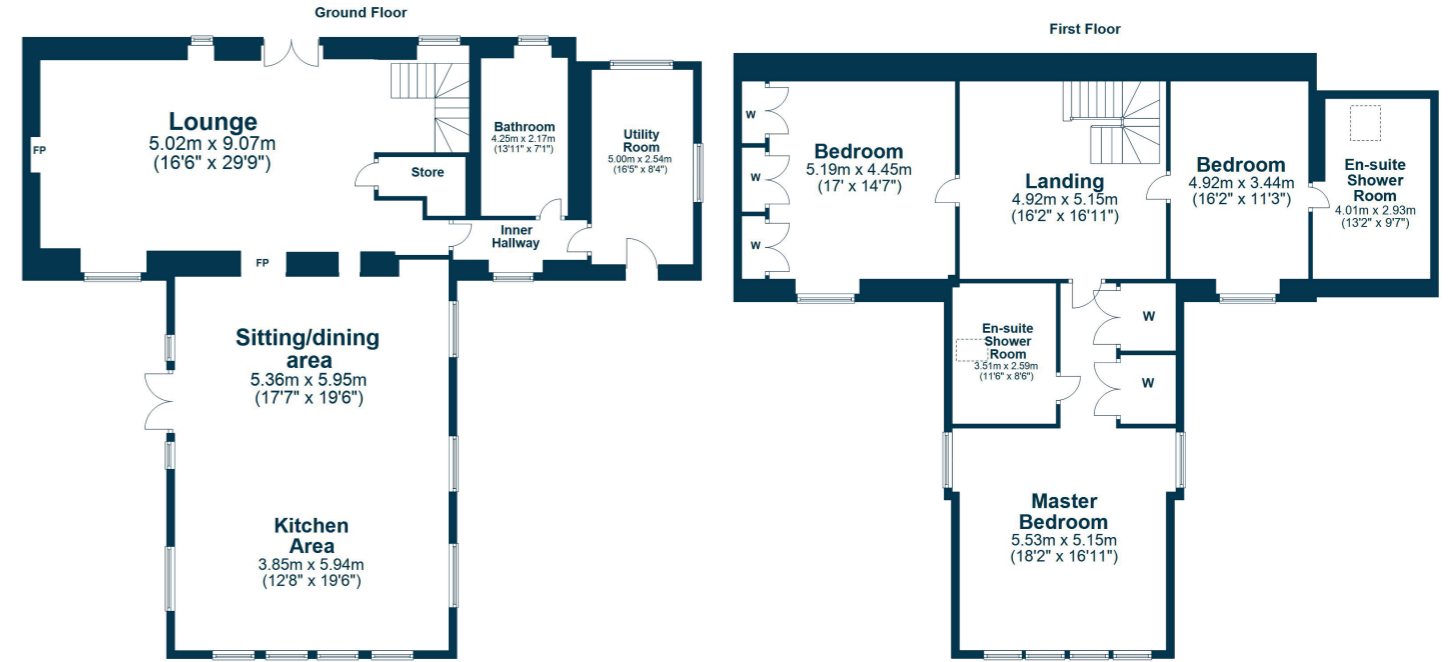 Ground Floor
Lounge
5.02m x 9.07m
(16'6" x 29'9")
FP
Store
Bathroom
4.25m x 2.17m
(13'11" x 7'1")
Utility
Room
5.00m x 2.54m
(16'5" x 8'4")
Inner
Hallway
FP
Sitting/dining
area
5.36m x 5.95m
(17'7" x 19'6")
Kitchen
Area
3.85m x 5.94m
(12'8" x 19'6")
First Floor
W
W
W
Bedroom
5.19m x 4.45m
(17' x 14'7")
Landing
4.92m x 5.15m
(16'2" x 16'11")
Bedroom
4.92m x 3.44m
(16'2" x 11'3")
En-suite
Shower
Room
4.01m x 2.93m
(13'2" x 9'7")
En-suite
Shower
Room
3.51m x 2.59m
(11'6" x 8'6")
W
W
Master
Bedroom
5.53m x 5.15m
(18'2" x 16'11")